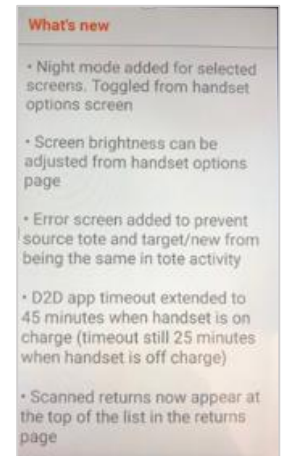 What's new
• Night mode added for selected
screens. Toggled from handset
options screen
• Screen brightness can be
adjusted from handset options
page
• Error screen added to prevent
source tote and target/new from
being the same in tote activity
• D2D app timeout extended to
45 minutes when handset is on
charge (timeout still 25 minutes
when handset is off charge)
• Scanned returns now appear at
the top of the list in the returns
page